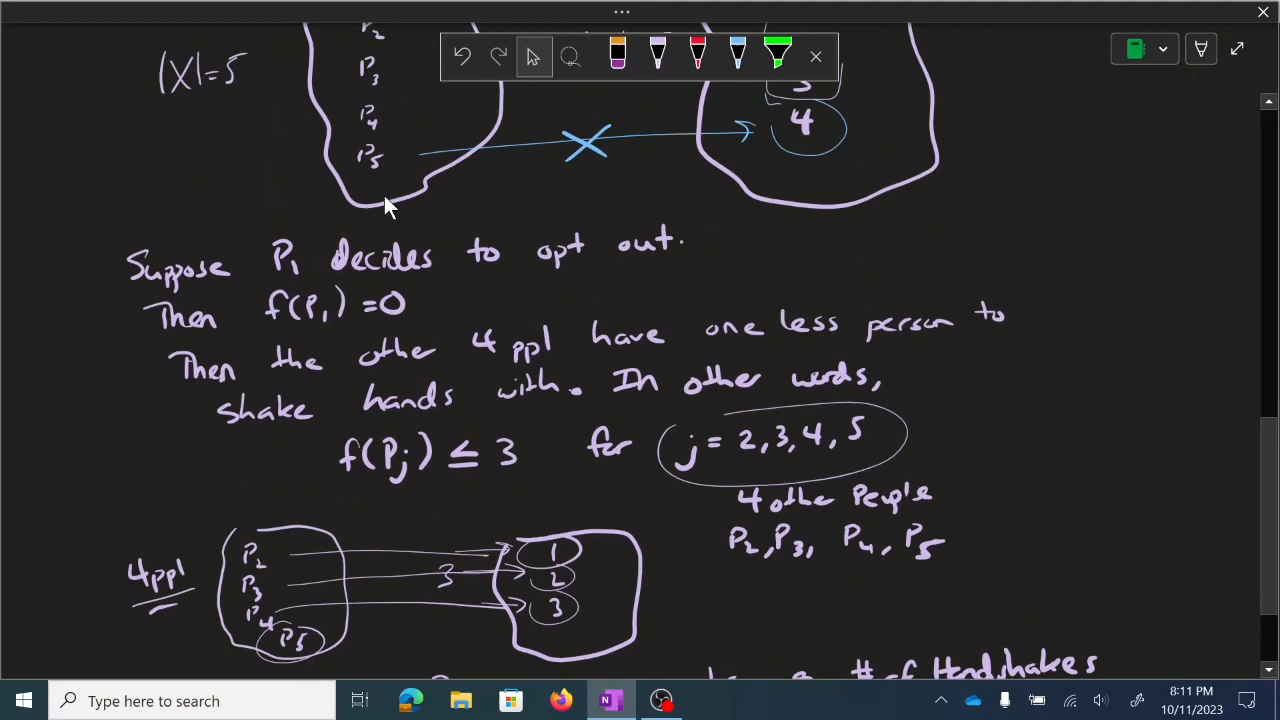 P2
|X|=5
P3
3
P4
4
P5
Suppose P1 decides to opt out.
Then f(P1) =0
Then the other 4 ppl have one less person to
shake hands with. In other words,
f(Pj) ≤ 3 for j = 2,3,4,5
4 other People
P2,P3, P4, P5
4ppl
P2
1
P3
3
2
P4
3
P5
# of Handshakes
Type here to search
8:11 PM
10/11/2023